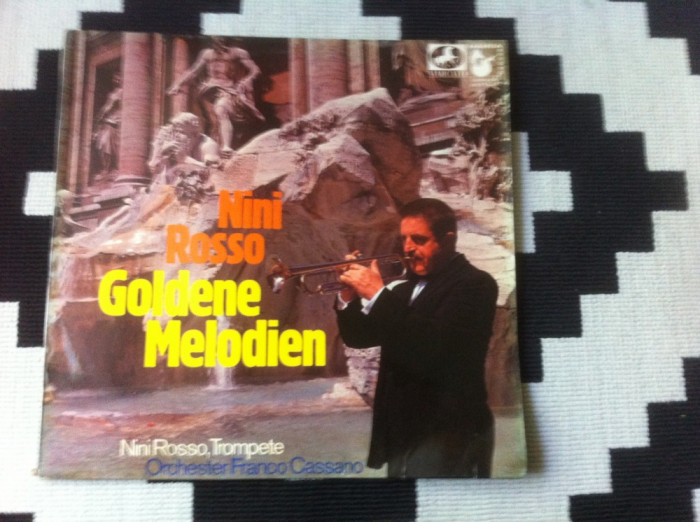 Nini
Rosso
Goldene
Melodien
Nini Rosso, Trompete
Orchester Franco Cassano